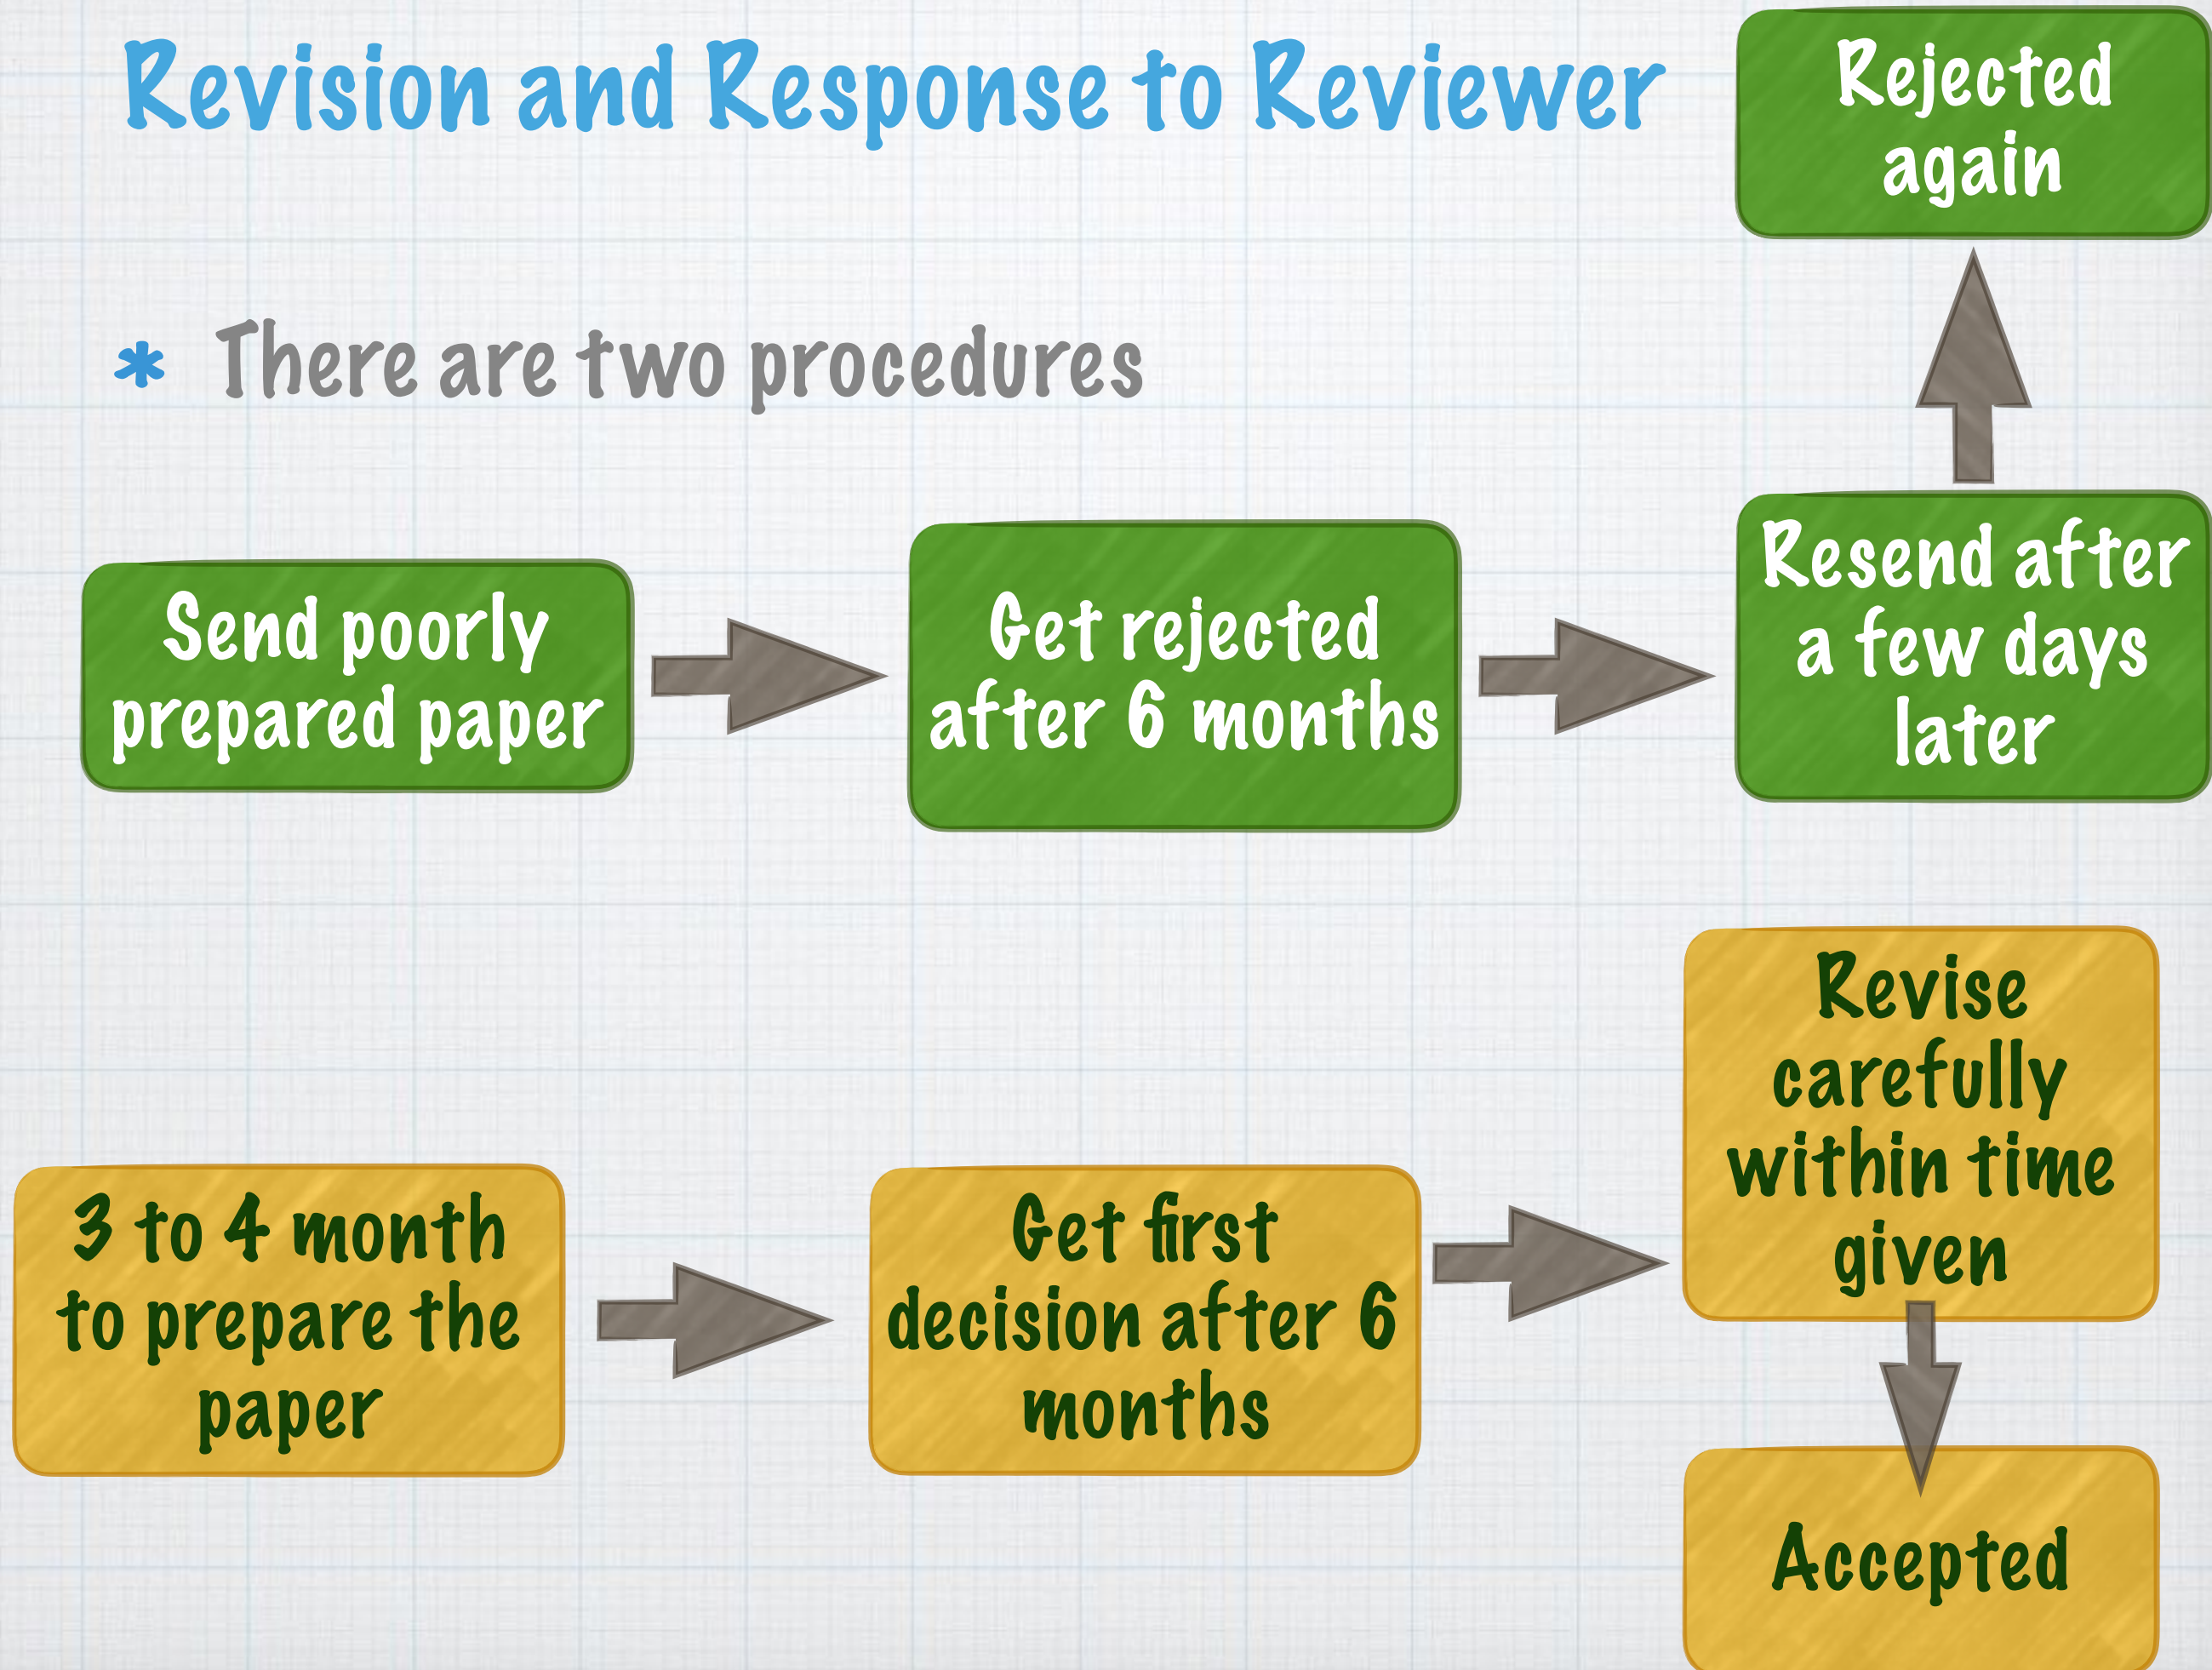 Revision and Response to Reviewer
* There are two procedures
Send poorly
prepared paper
Get rejected
after 6 months
Resend after
a few days
later
Rejected
again
3 to 4 month
to prepare the
paper
Get first
decision after 6
months
Revise
carefully
within time
given
Accepted